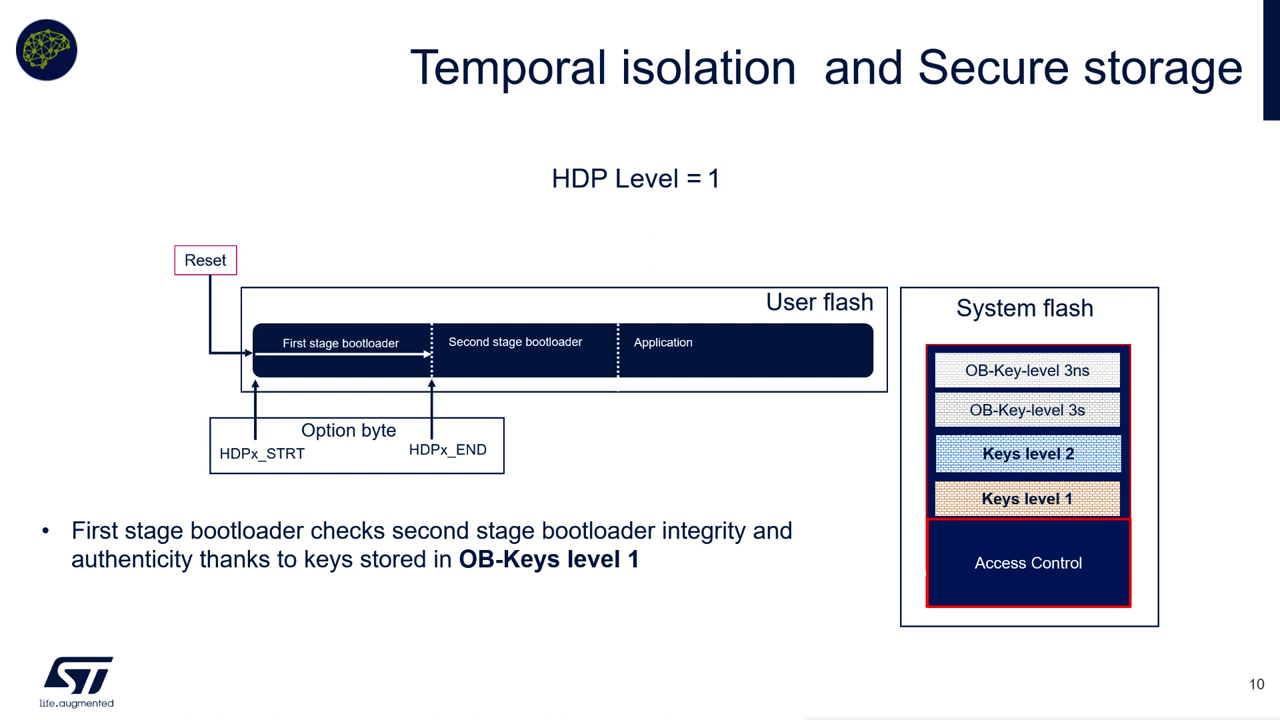 Temporal isolation and Secure storage
HDP Level = 1
Reset
User flash
First stage bootloader
Second stage bootloader
Application
Option byte
HDPx_STRT
HDPx_END
System flash
OB-Key-level 3ns
OB-Key-level 3s
Keys level 2
Keys level 1
Access Control
• First stage bootloader checks second stage bootloader integrity and
authenticity thanks to keys stored in OB-Keys level 1
ST
life.augmented
10